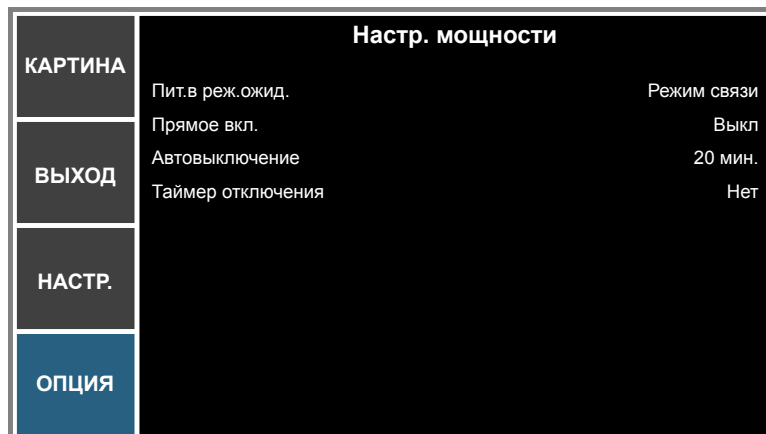 КАРТИНА
ВЫХОД
НАСТР.
ОПЦИЯ
Настр. мощности
Пит.в реж.ожид. Режим связи
Прямое вкл. Выкл
Автовыключение 20 мин.
Таймер отключения Нет